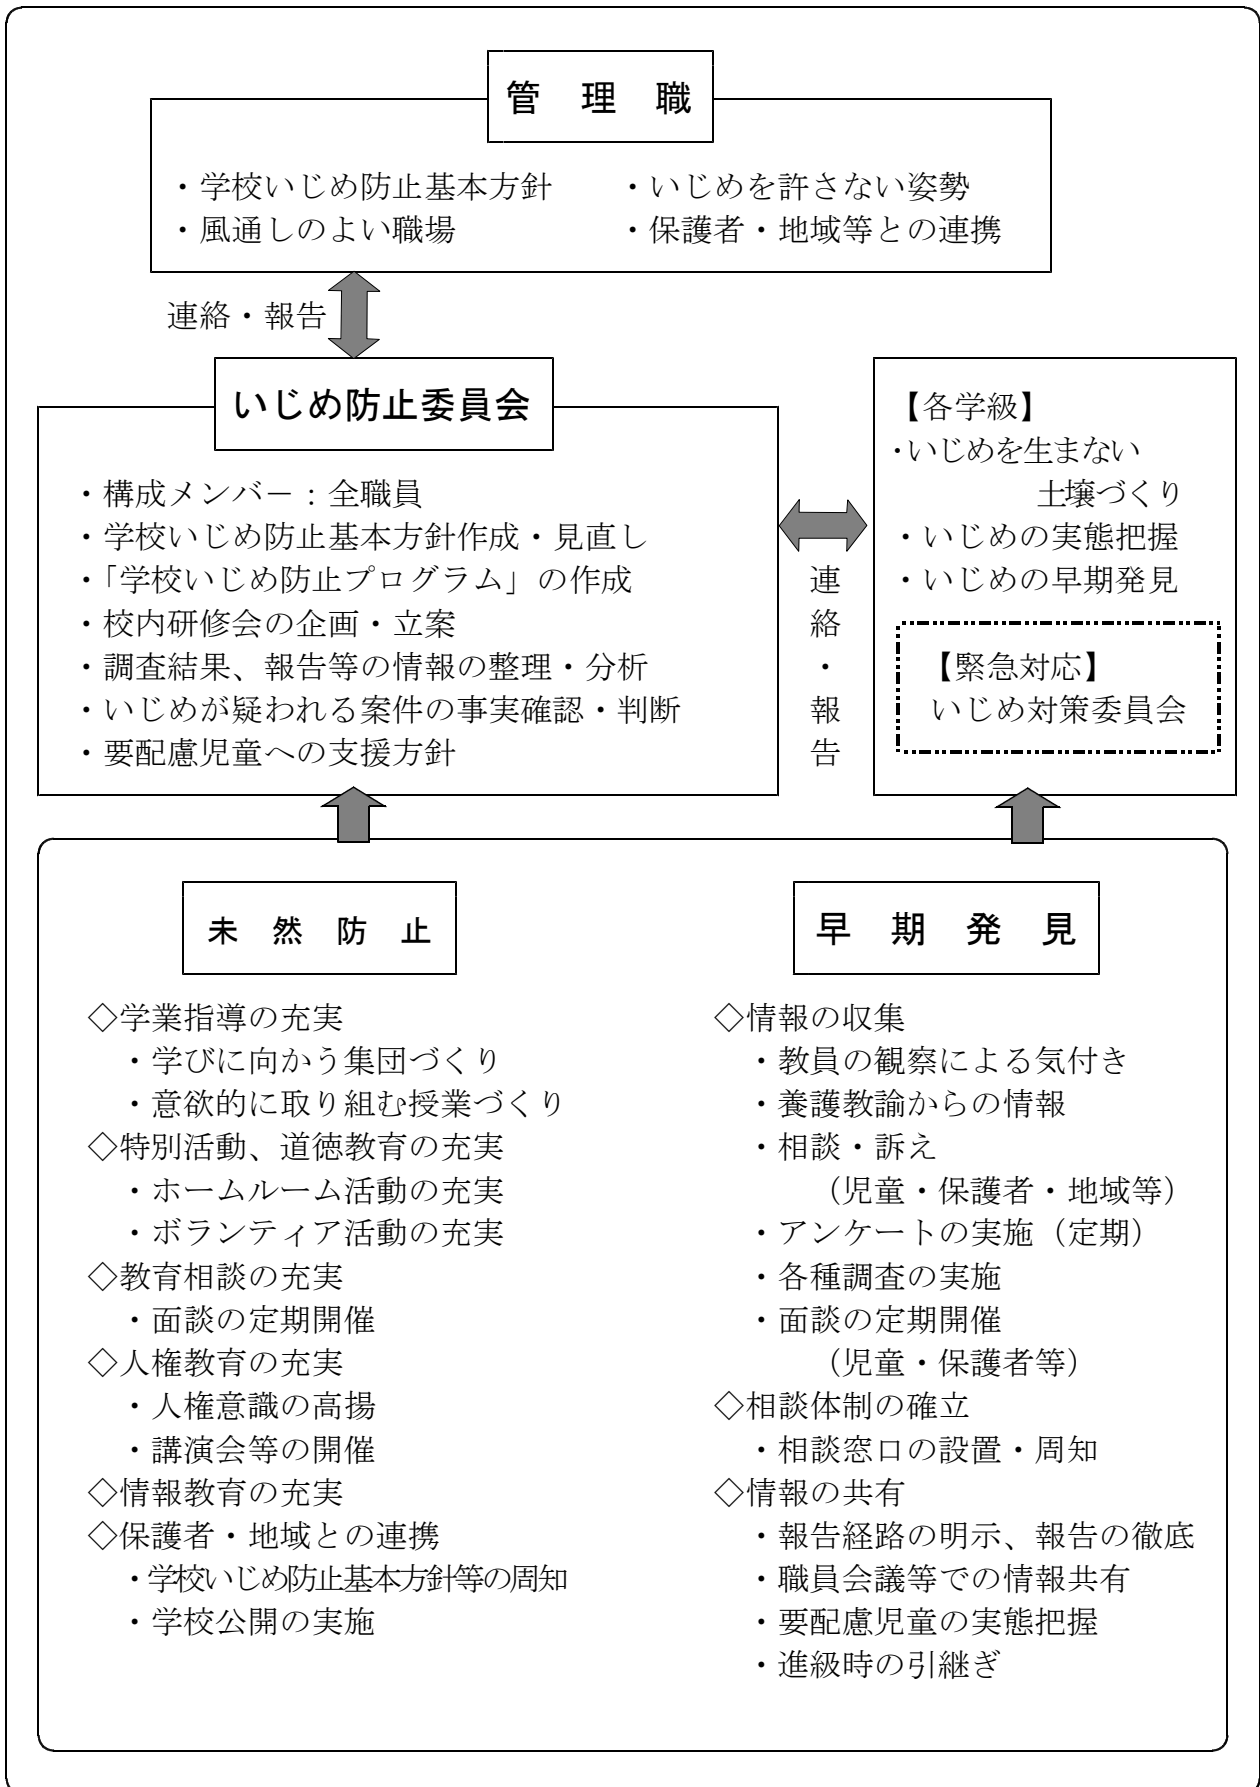 管　理　職
・学校いじめ防止基本方針　　・いじめを許さない姿勢
・風通しのよい職場　　　　　・保護者・地域等との連携
連絡・報告
いじめ防止委員会
・構成メンバー：全職員
・学校いじめ防止基本方針作成・見直し
・「学校いじめ防止プログラム」の作成
・校内研修会の企画・立案
・調査結果、報告等の情報の整理・分析
・いじめが疑われる案件の事実確認・判断
・要配慮児童への支援方針
連絡・報告
【各学級】
・いじめを生まない
土壌づくり
・いじめの実態把握
・いじめの早期発見
【緊急対応】
いじめ対策委員会
未　然　防　止
◇学業指導の充実
・学びに向かう集団づくり
・意欲的に取り組む授業づくり
◇特別活動、道徳教育の充実
・ホームルーム活動の充実
・ボランティア活動の充実
◇教育相談の充実
・面談の定期開催
◇人権教育の充実
・人権意識の高揚
・講演会等の開催
◇情報教育の充実
◇保護者・地域との連携
・学校いじめ防止基本方針等の周知
・学校公開の実施
早　期　発　見
◇情報の収集
・教員の観察による気付き
・養護教諭からの情報
・相談・訴え
（児童・保護者・地域等）
・アンケートの実施（定期）
・各種調査の実施
・面談の定期開催
（児童・保護者等）
◇相談体制の確立
・相談窓口の設置・周知
◇情報の共有
・報告経路の明示、報告の徹底
・職員会議等での情報共有
・要配慮児童の実態把握
・進級時の引継ぎ